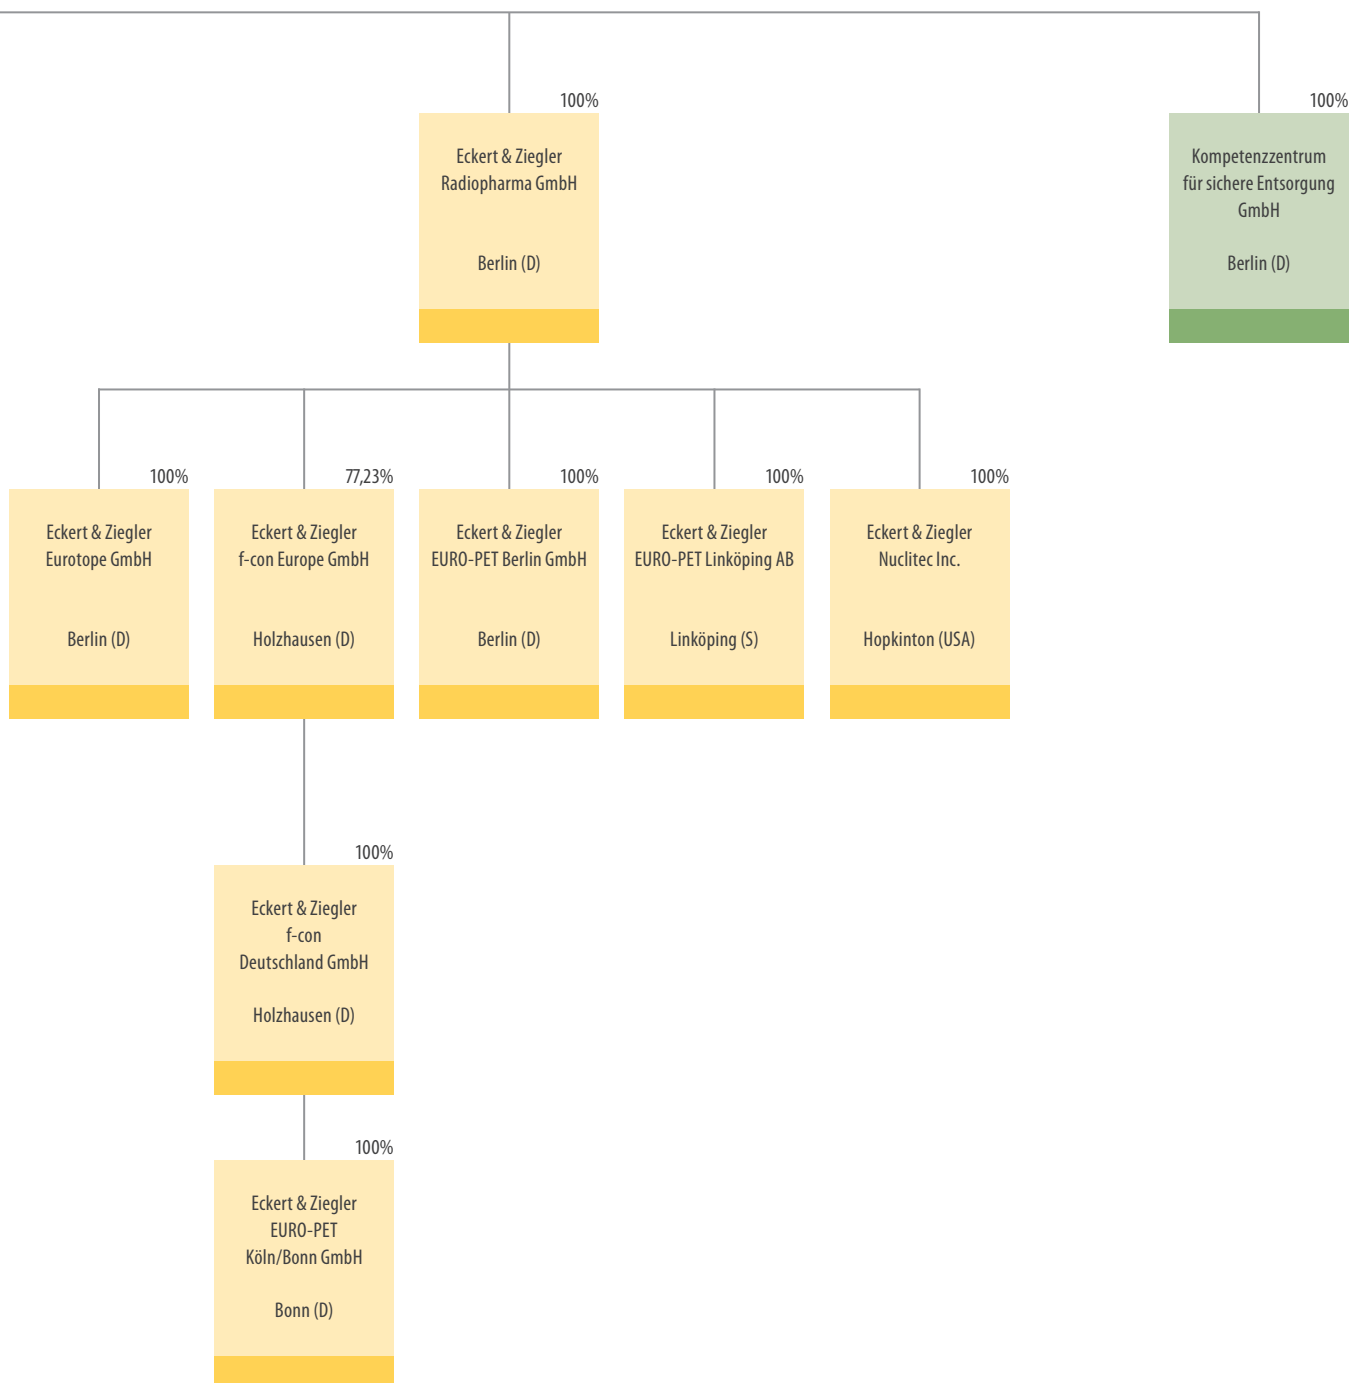 100%
Eckert & Ziegler
Radiopharma GmbH
Berlin (D)
100%
Kompetenzzentrum
für sichere Entsorgung
GmbH
Berlin (D)
100%
Eckert & Ziegler
Eurotope GmbH
Berlin (D)
77,23%
Eckert & Ziegler
f-con Europe GmbH
Holzhausen (D)
100%
Eckert & Ziegler
EURO-PET Berlin GmbH
Berlin (D)
100%
Eckert & Ziegler
EURO-PET Linköping AB
Linköping (S)
100%
Eckert & Ziegler
Nuclitec Inc.
Hopkinton (USA)
100%
Eckert & Ziegler
f-con
Deutschland GmbH
Holzhausen (D)
100%
Eckert & Ziegler
EURO-PET
Köln/Bonn GmbH
Bonn (D)